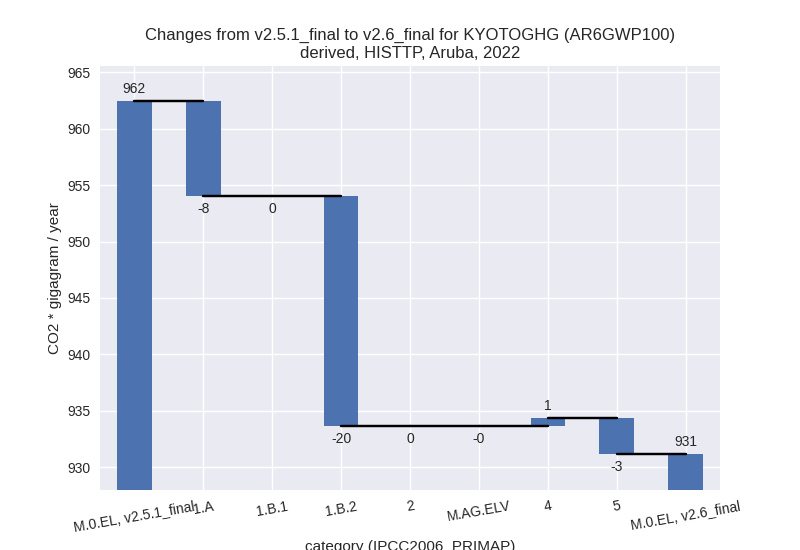 Changes from v2.5.1_final to v2.6_final for KYOTOGHG (AR6GWP100)
derived, HISTTP, Aruba, 2022
965
960
955
950
945
940
935
930
CO2 * gigagram / year
962
-8
0
-20
0
-0
1
-3
931
M.0.EL, v2.5.1_final
1.A
1.B.1
1.B.2
2
M.AG.ELV
4
5
M.0.EL, v2.6_final
category (IPCC2006_PRIMAP)